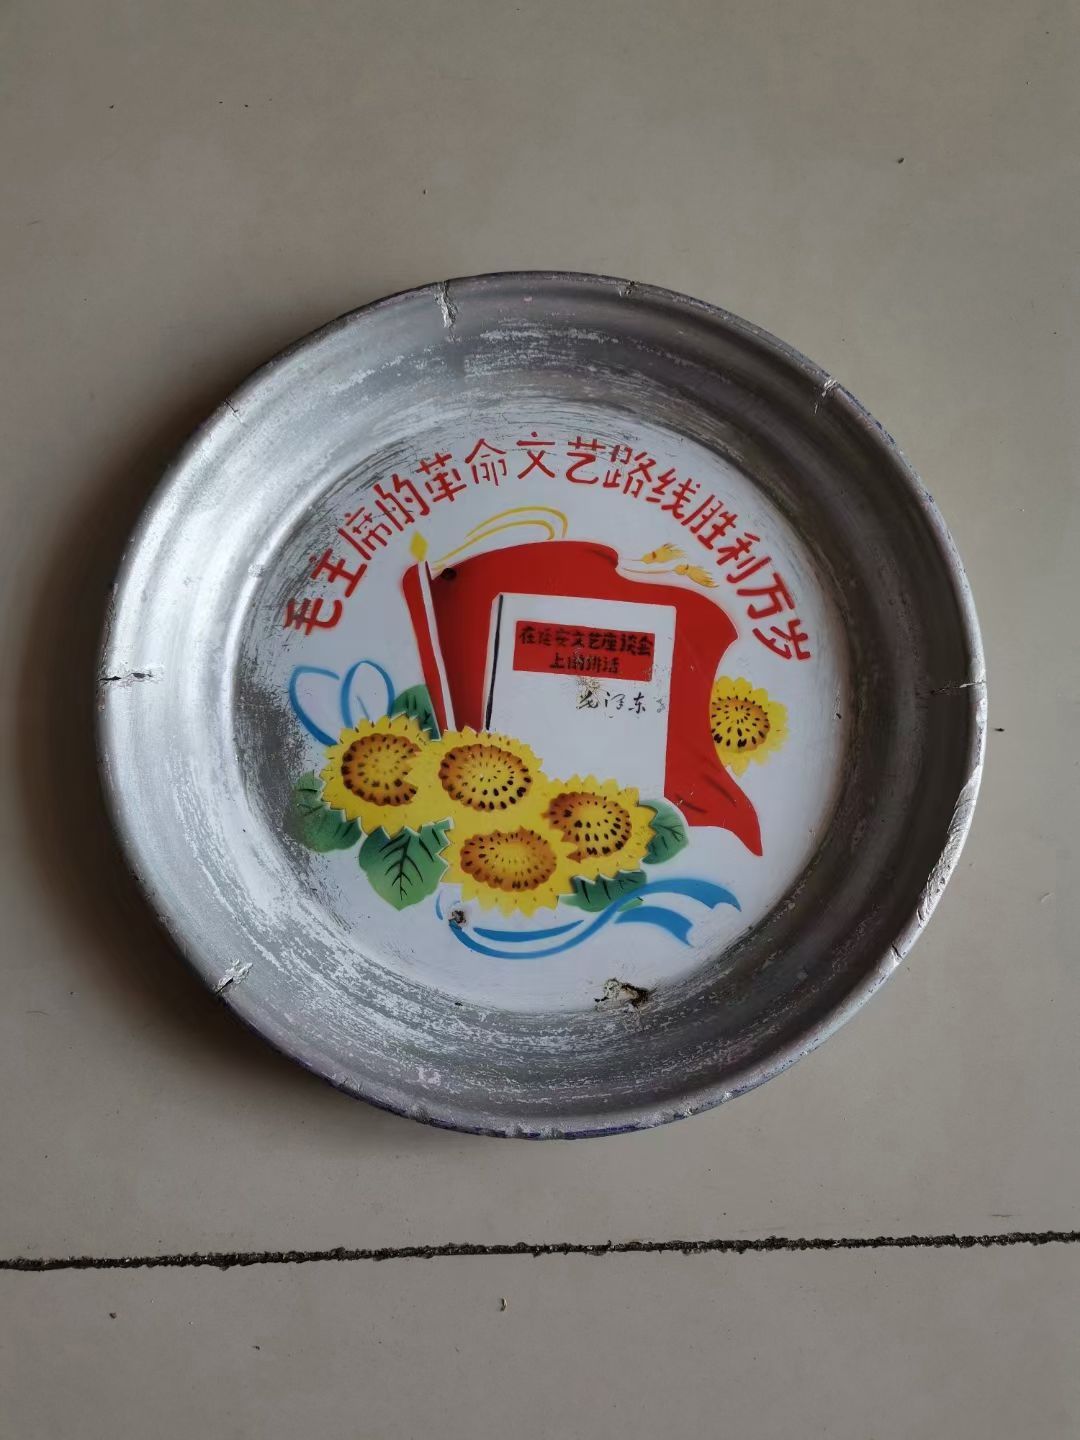 毛主席的革命文艺路线胜利万岁
在延安文艺座谈会
上的讲话
毛泽东